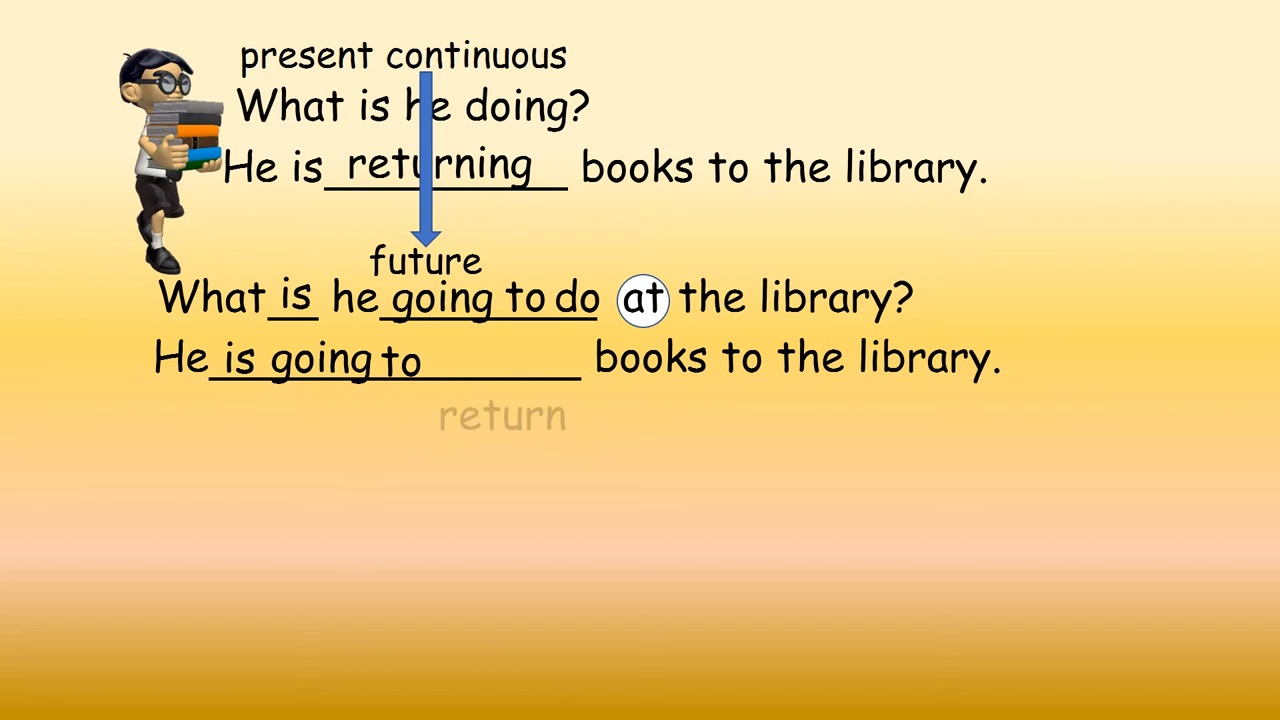 present continuous
What is he doing?
He is returning books to the library.
future
What is he going to do at the library?
He is going to books to the library.
return